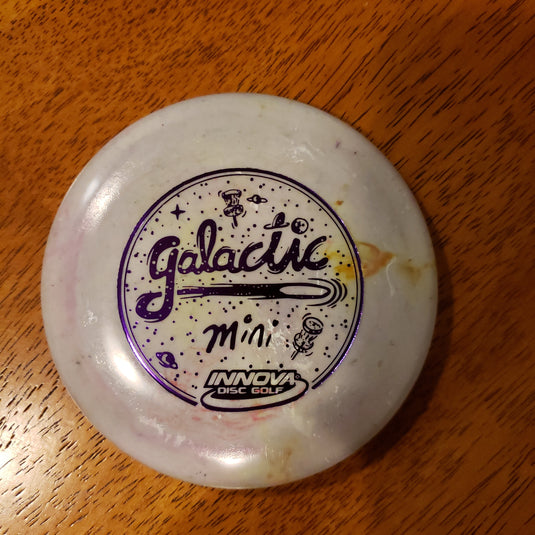 galactic
mini
INNOVA
DISC GOLF